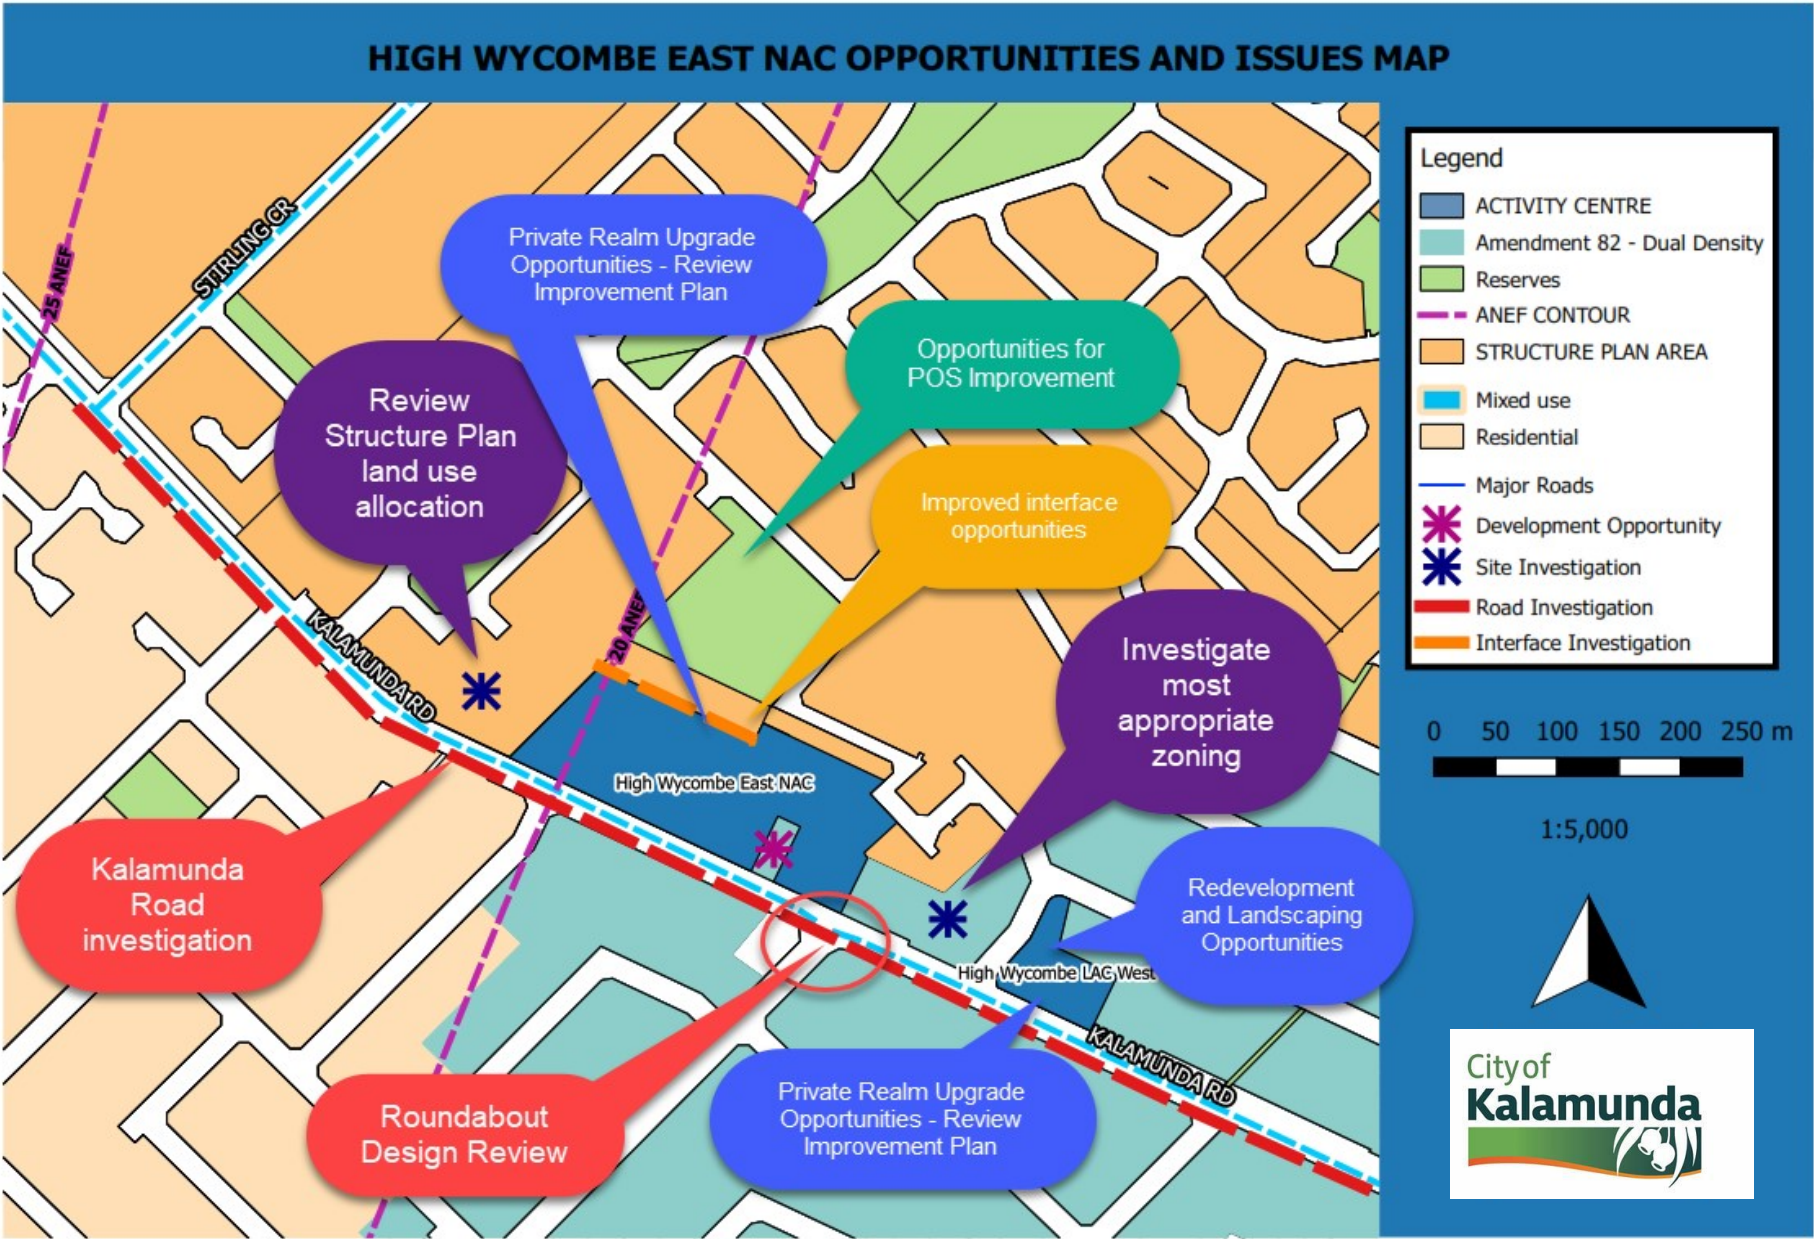 HIGH WYCOMBE EAST NAC OPPORTUNITIES AND ISSUES MAP
STIRLING CR
25 ANEF
Private Realm Upgrade
Opportunities - Review
Improvement Plan
Opportunities for
POS Improvement
Review
Structure Plan
land use
allocation
Improved interface
opportunities
20 ANEF
KALAMUNDA RD
Investigate
most
appropriate
zoning
High Wycombe East NAC
Kalamunda
Road
investigation
Redevelopment
and Landscaping
Opportunities
High Wycombe LAC West
KALAMUNDA RD
Roundabout
Design Review
Private Realm Upgrade
Opportunities - Review
Improvement Plan
Legend
ACTIVITY CENTRE
Amendment 82 - Dual Density
Reserves
ANEF CONTOUR
STRUCTURE PLAN AREA
Mixed use
Residential
Major Roads
Development Opportunity
Site Investigation
Road Investigation
Interface Investigation
0 50 100 150 200 250 m
1:5,000
City of
Kalamunda